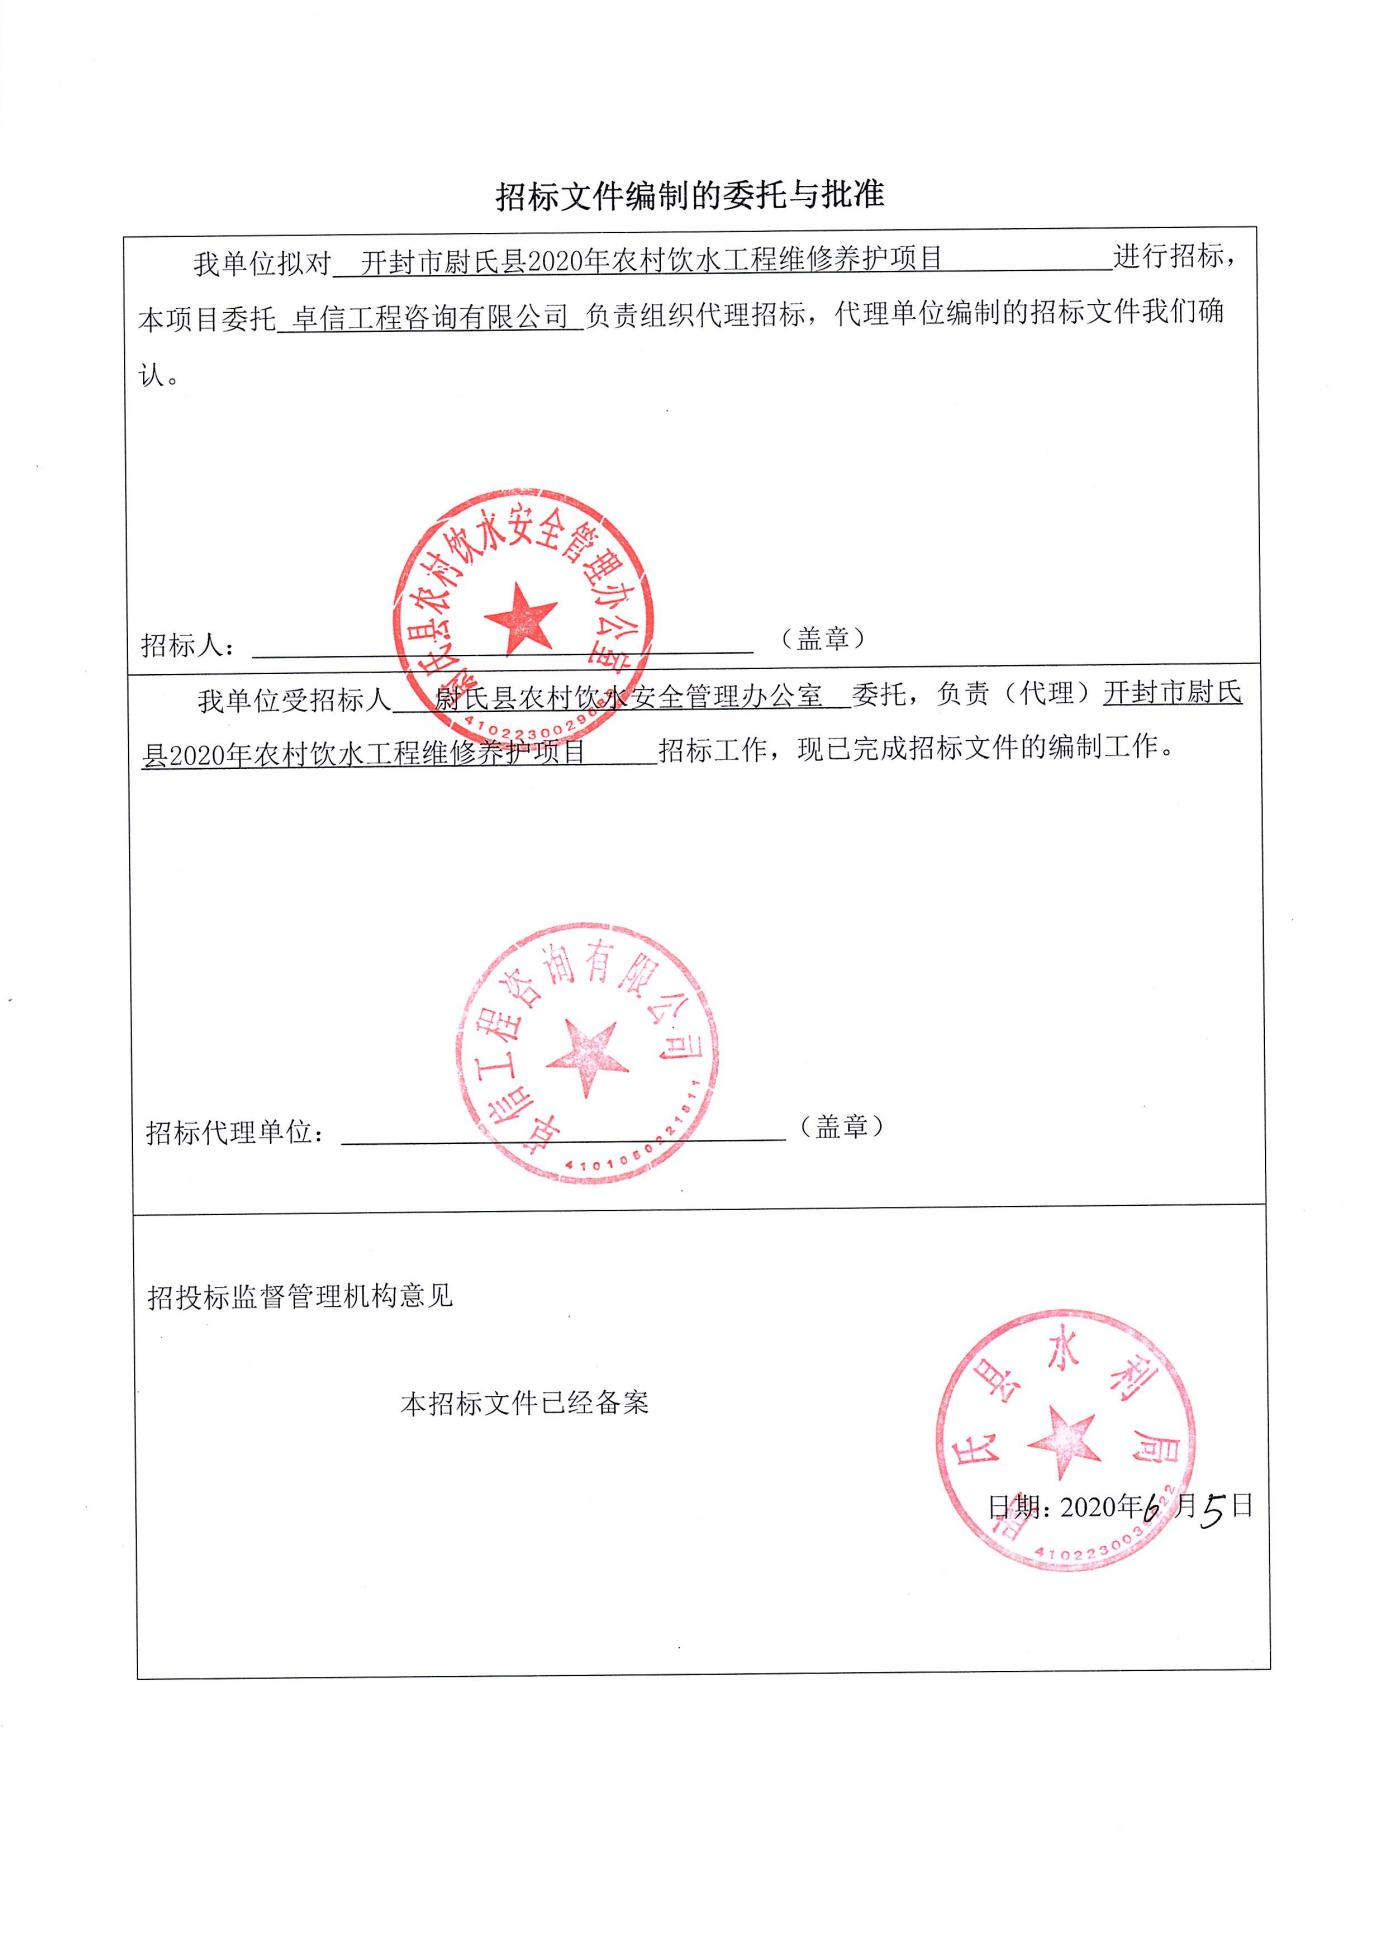 招标文件编制的委托与批准
我单位拟对 开封市尉氏县2020年农村饮水工程维修养护项目 进行招标，
本项目委托 卓信工程咨询有限公司 负责组织代理招标，代理单位编制的招标文件我们确
认。
尉氏县农村饮水安全管理办公室
招标人： （盖章）
我单位受招标人 尉氏县农村饮水安全管理办公室 委托，负责（代理）开封市尉氏
县2020年农村饮水工程维修养护项目 招标工作，现已完成招标文件的编制工作。
卓信工程咨询有限公司
招标代理单位： （盖章）
招投标监督管理机构意见
本招标文件已经备案
尉氏县水利局
日期：2020年6月5日